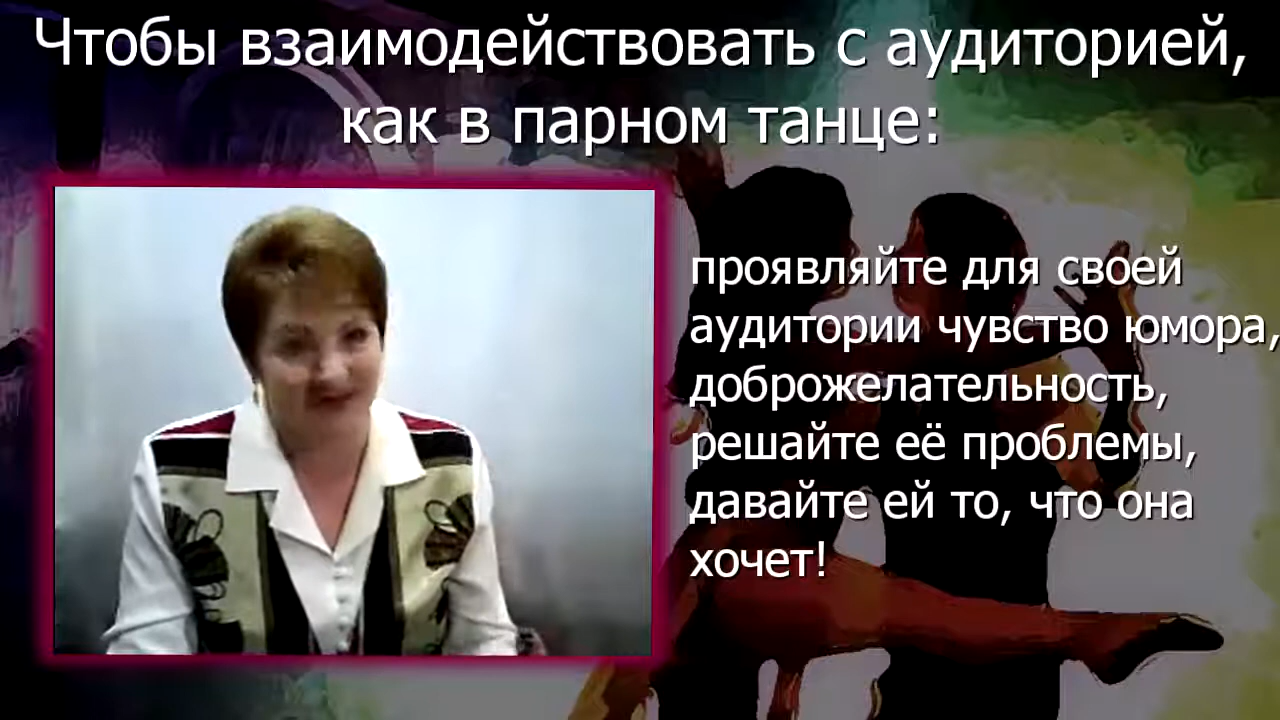 Чтобы взаимодействовать с аудиторией,
как в парном танце:
проявляйте для своей
аудитории чувство юмора,
доброжелательность,
решайте её проблемы,
давайте ей то, что она
хочет!